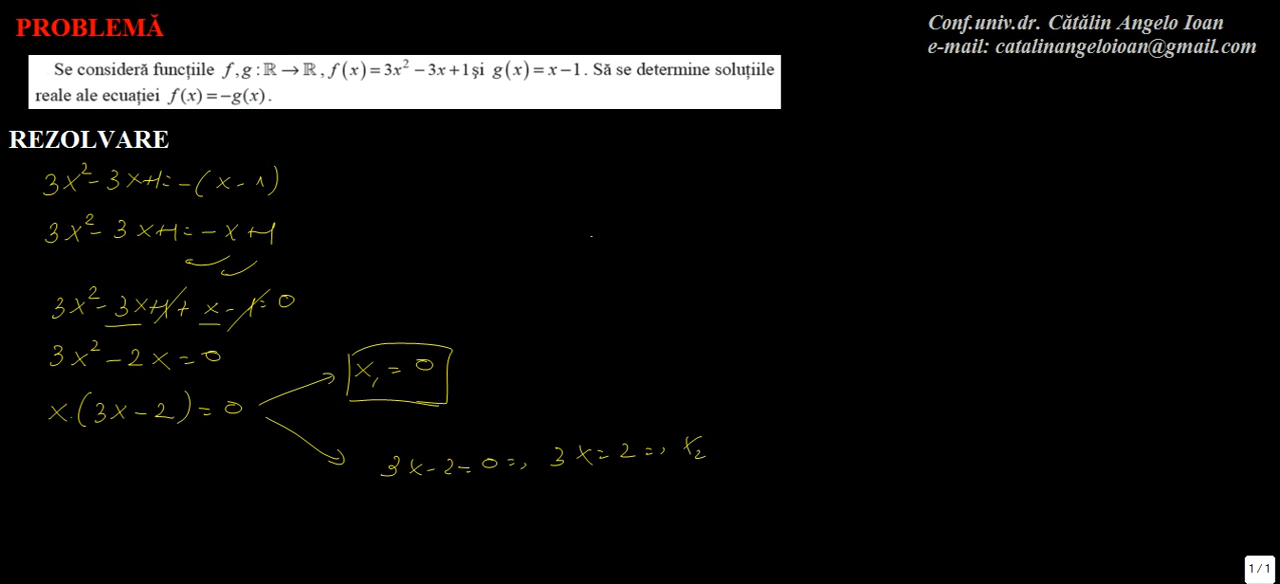 PROBLEMĂ
Conf.univ.dr. Cătălin Angelo Ioan
e-mail: catalinangeloioan@gmail.com
Se consideră funcțiile f,g:ℝ→ℝ, f(x)=3x²−3x+1 și g(x)=x−1. Să se determine soluțiile
reale ale ecuației f(x)=−g(x).
REZOLVARE
3x²-3x+1=-(x-1)
3x²-3x+1=-x+1
3x²-3x+1+x-1=0
3x²-2x=0
x₁=0
x·(3x-2)=0
3x-2=0=> 3x=2=> x₂
1/1